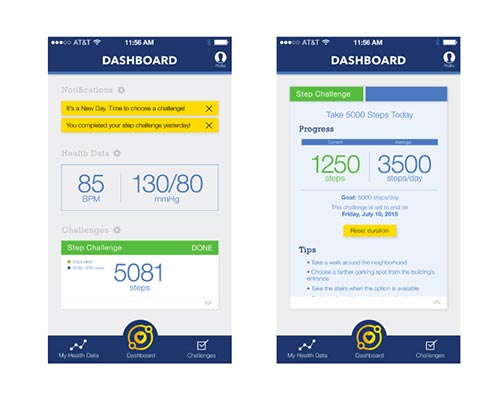 AT&T 11:56 AM
DASHBOARD
Profile
Notifications
It's a New Day. Time to choose a challenge!
You completed your step challenge yesterday!
Health Data
85
BPM
130/80
mmHg
Challenges
Step Challenge DONE
Steps taken
GOAL: 5000 steps
5081
steps
My Health Data Dashboard Challenges
AT&T 11:56 AM
DASHBOARD
Profile
Step Challenge
Take 5000 Steps Today
Progress
Current Average
1250 3500
steps steps/day
Goal: 5000 steps/day
This challenge is set to end on
Friday, July 10, 2015
Reset duration
Tips
• Take a walk around the neighborhood
• Choose a farther parking spot from the building's
entrance
• Take the stairs when the option is available
My Health Data Dashboard Challenges